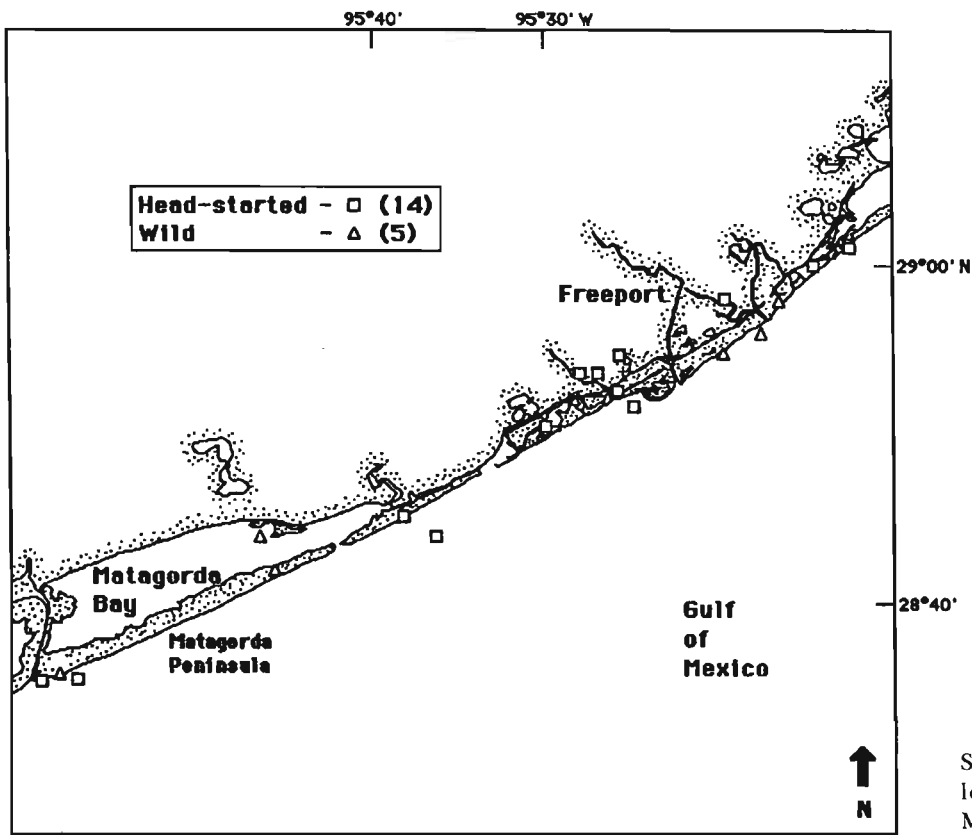 95°40' 95°30' W
Head-started - □ (14)
Wild - △ (5)
29°00' N
Freeport
Matagorda
Bay
28°40'
Matagorda
Peninsula
Gulf
of
Mexico
N